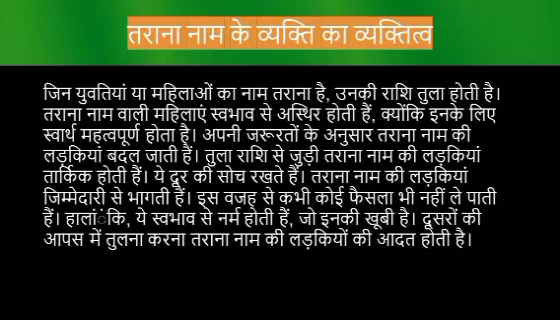 तराना नाम के व्यक्ति का व्यक्तित्व
जिन युवतियां या महिलाओं का नाम तराना है, उनकी राशि तुला होती है।
तराना नाम वाली महिलाएं स्वभाव से अस्थिर होती हैं, क्योंकि इनके लिए
स्वार्थ महत्वपूर्ण होता है। अपनी जरूरतों के अनुसार तराना नाम की
लड़कियां बदल जाती हैं। तुला राशि से जुड़ी तराना नाम की लड़कियां
तार्किक होती हैं। ये दूर की सोच रखते हैं। तराना नाम की लड़कियां
जिम्मेदारी से भागती हैं। इस वजह से कभी कोई फैसला भी नहीं ले पाती
हैं। हालांंकि, ये स्वभाव से नर्म होती हैं, जो इनकी खूबी है। दूसरों की
आपस में तुलना करना तराना नाम की लड़कियों की आदत होती है।